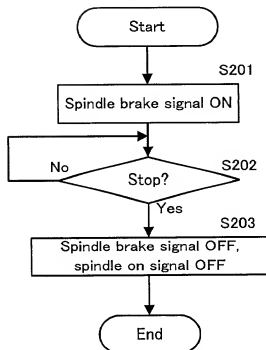 Start
S201
Spindle brake signal ON
No
Stop?
S202
Yes
S203
Spindle brake signal OFF,
spindle on signal OFF
End